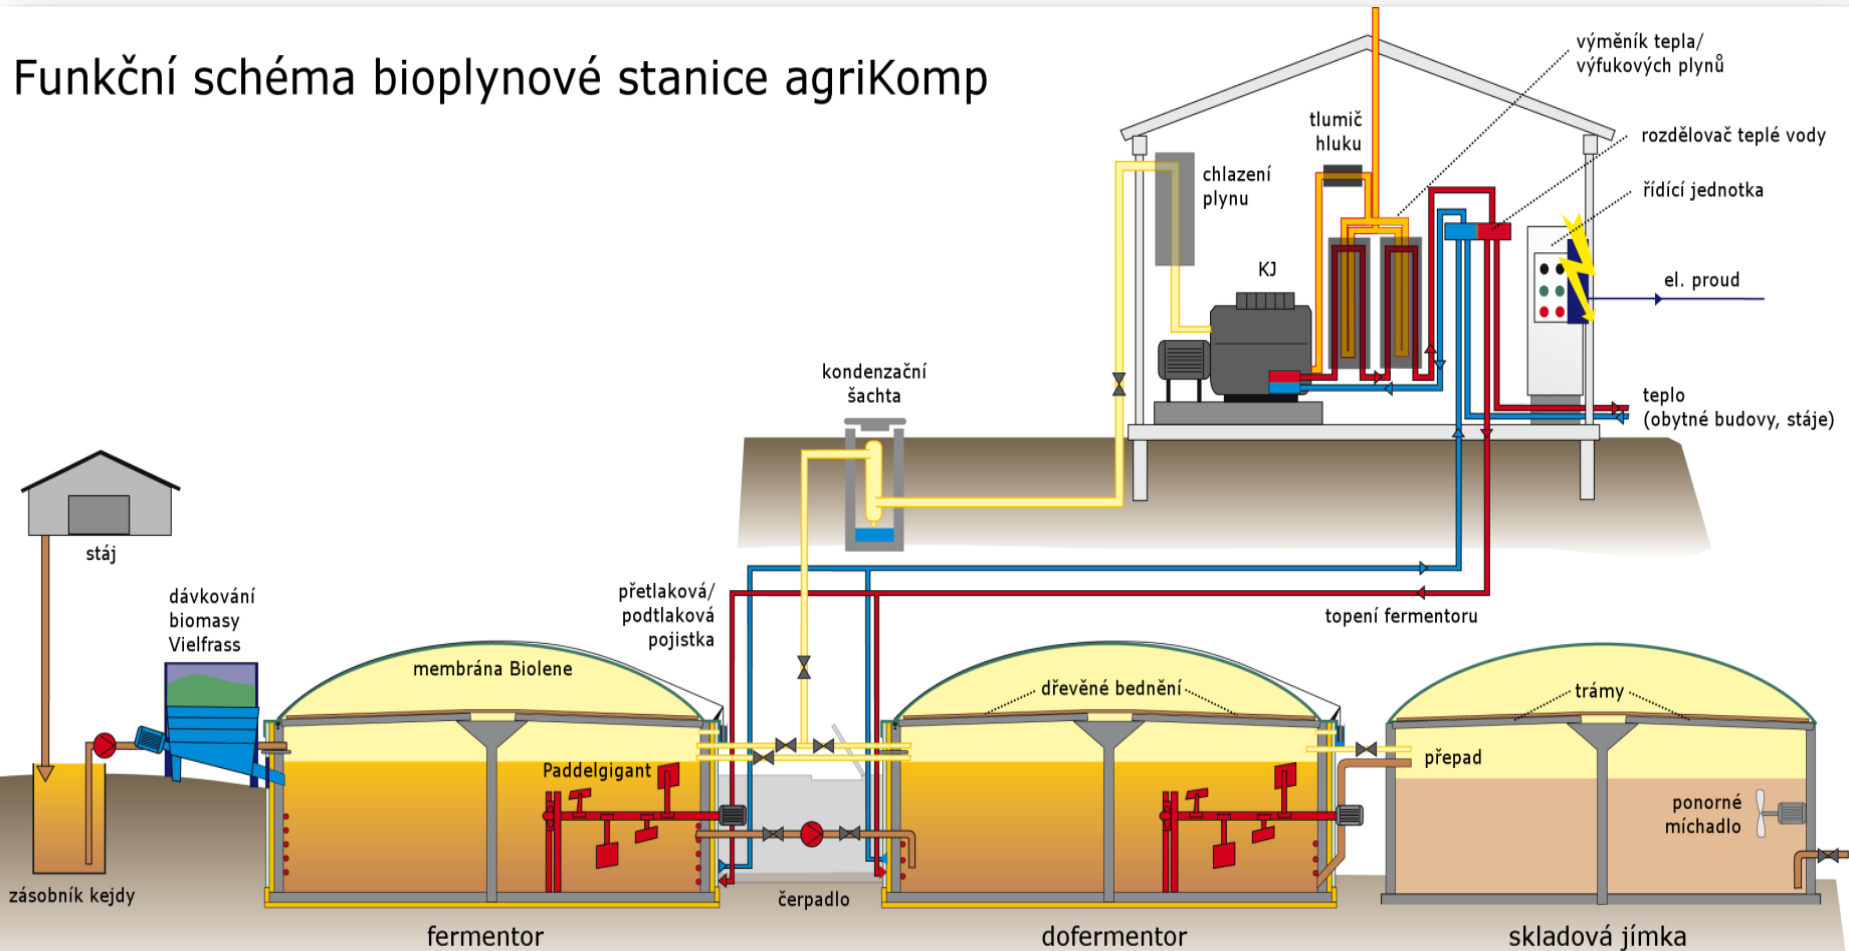 Funkční schéma bioplynové stanice agriKomp
výměník tepla/
výfukových plynů
tlumič
hluku
rozdělovač teplé vody
chlazení
plynu
řídící jednotka
KJ
el. proud
kondenzační
šachta
teplo
(obytné budovy, stáje)
stáj
dávkování
biomasy
Vielfrass
přetlaková/
podtlaková
pojistka
topení fermentoru
membrána Biolene
dřevěné bednění
trámy
Paddelgigant
přepad
ponorné
míchadlo
zásobník kejdy
čerpadlo
fermentor
dofermentor
skladová jímka